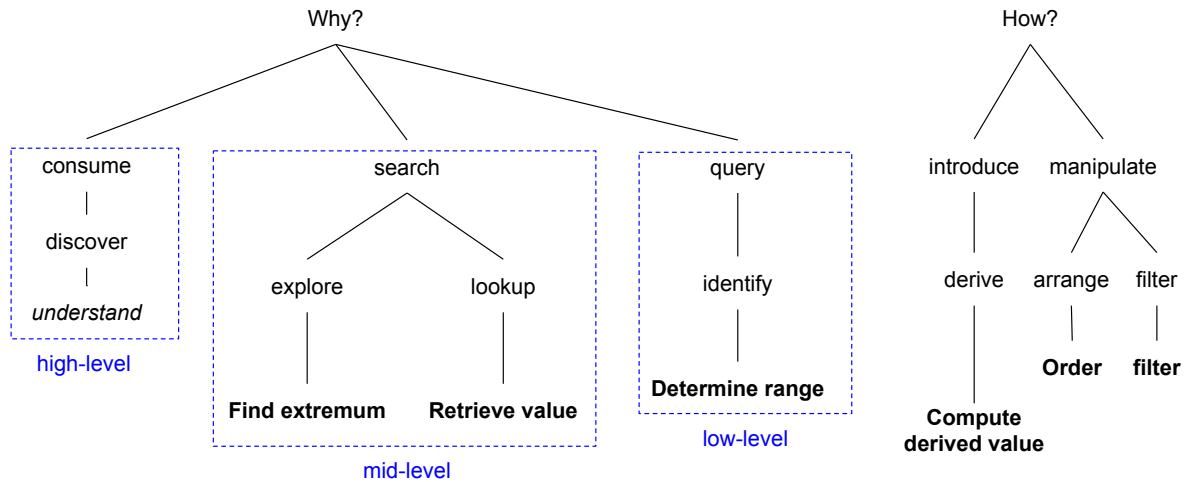 Why?
How?
consume
search
query
introduce
manipulate
discover
explore
lookup
identify
derive
arrange
filter
understand
high-level
Find extremum
Retrieve value
Determine range
Order
filter
Compute
derived value
low-level
mid-level